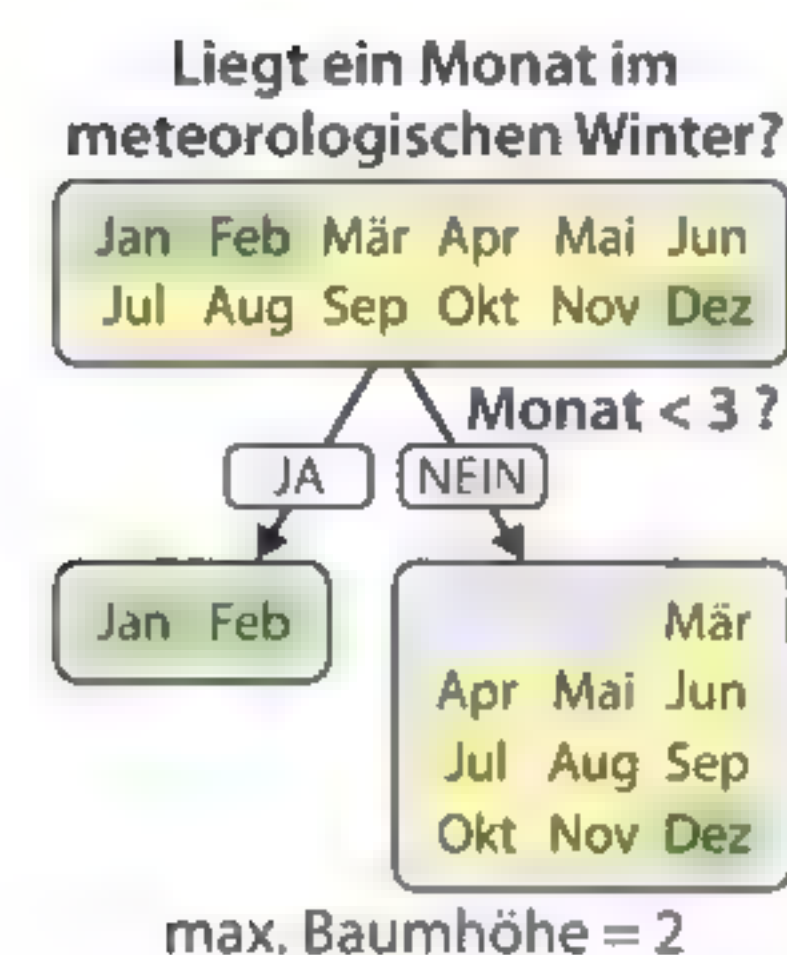 Liegt ein Monat im
meteorologischen Winter?
Jan Feb Mär Apr Mai Jun
Jul Aug Sep Okt Nov Dez
Monat < 3 ?
JA NEIN
Jan Feb
Mär
Apr Mai Jun
Jul Aug Sep
Okt Nov Dez
max. Baumhöhe = 2